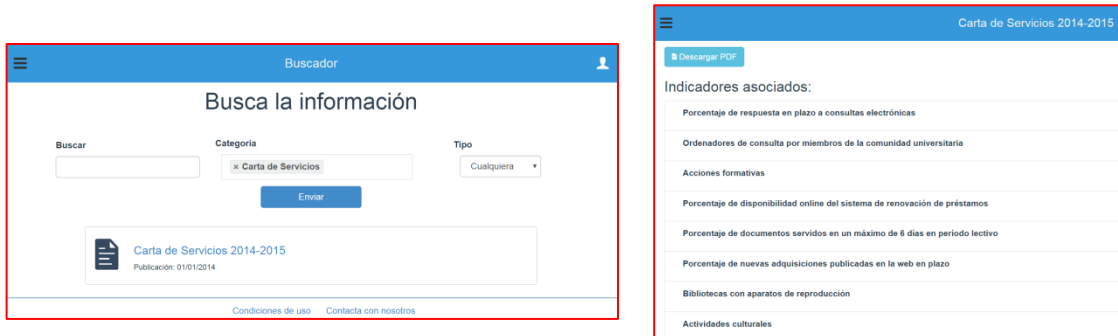 Buscador
Busca la información
Buscar
Categoria
Tipo
× Carta de Servicios
Cualquiera
Enviar
Carta de Servicios 2014-2015
Publicación: 01/01/2014
Condiciones de uso Contacta con nosotros
Carta de Servicios 2014-2015
Descargar PDF
Indicadores asociados:
Porcentaje de respuesta en plazo a consultas electrónicas
Ordenadores de consulta por miembros de la comunidad universitaria
Acciones formativas
Porcentaje de disponibilidad online del sistema de renovación de préstamos
Porcentaje de documentos servidos en un máximo de 6 días en periodo lectivo
Porcentaje de nuevas adquisiciones publicadas en la web en plazo
Bibliotecas con aparatos de reproducción
Actividades culturales